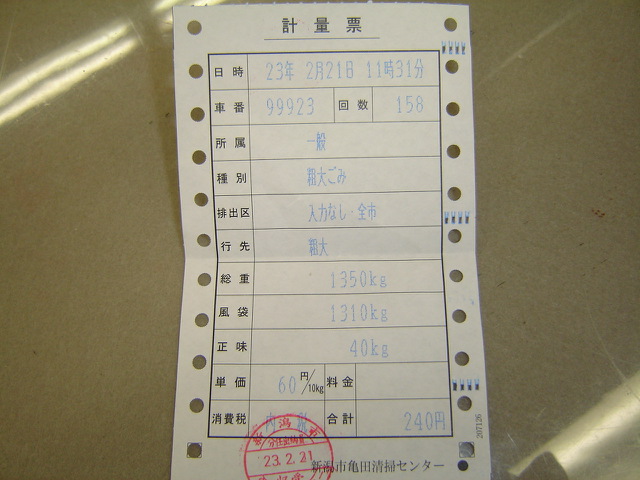 計量票
日時 23年 2月21日 11時31分
車番 99923 回数 158
所属 一般
種別 粗大ごみ
排出区 入力なし・全市
行先 粗大
総重 1350kg
風袋 1310kg
正味 40kg
単価 60円/10kg 料金
消費税 内 合計 240円
23.2.21
新潟市亀田清掃センター
207126